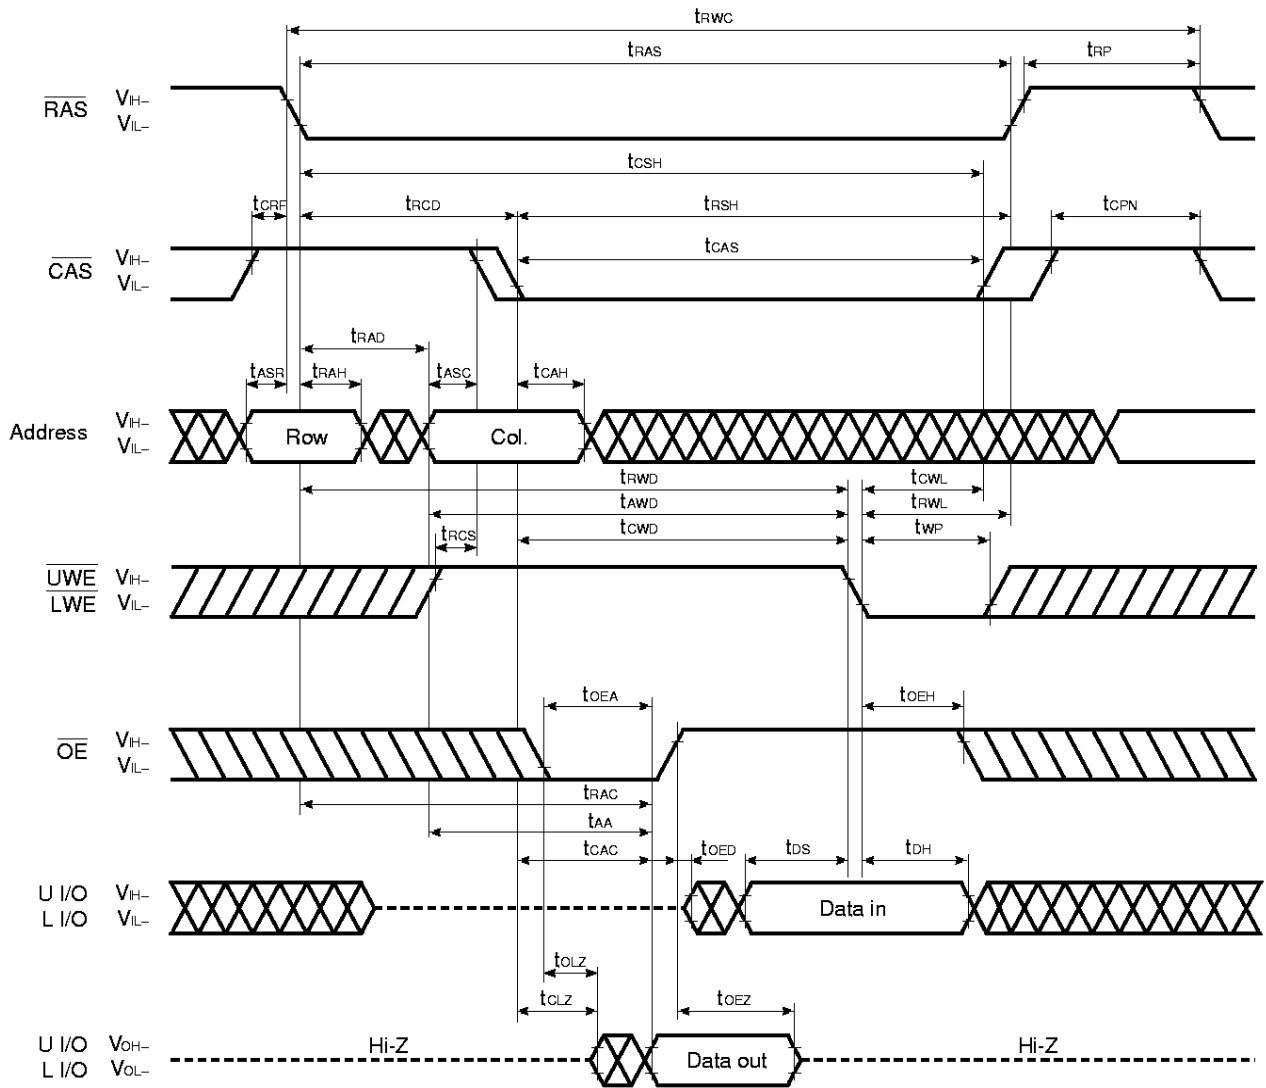 tRWC
tRAS tRP
RAS VIH–
VIL–
tCSH
tCRF tRCD tRSH tCPN
tCAS
CAS VIH–
VIL–
tRAD
tASR tRAH tASC tCAH
Address VIH–
VIL–
Row Col.
tRWD tCWL
tAWD tRWL
tRCS tCWD tWP
UWE VIH–
LWE VIL–
tOEA tOEH
OE VIH–
VIL–
tRAC
tAA
tCAC tOED tDS tDH
U I/O VIH–
L I/O VIL–
Data in
tOLZ
tCLZ tOEZ
U I/O VOH–
L I/O VOL–
Hi-Z Data out Hi-Z